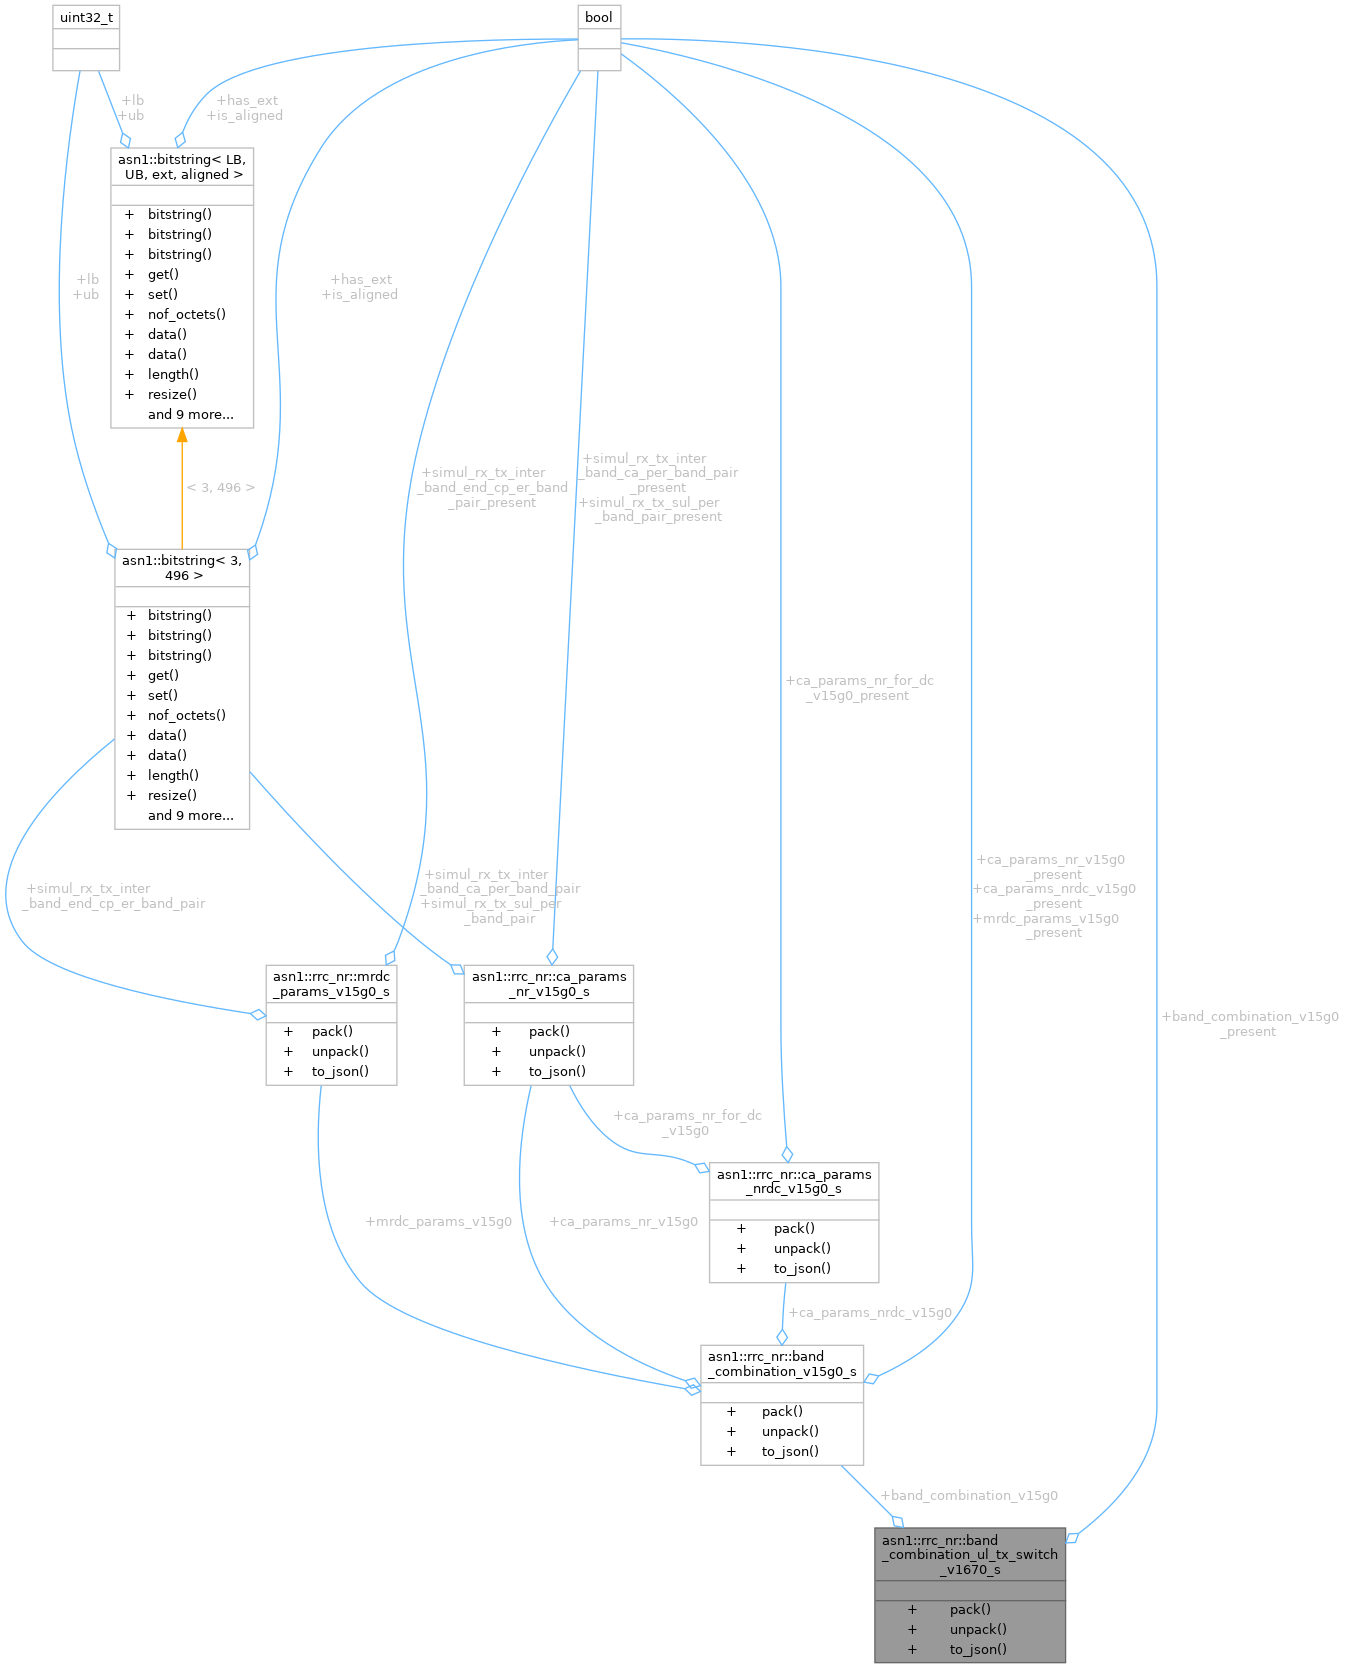 uint32_t
bool
+lb
+ub
+has_ext
+is_aligned
asn1::bitstring< LB,
UB, ext, aligned >
+ bitstring()
+ bitstring()
+ bitstring()
+ get()
+ set()
+ nof_octets()
+ data()
+ data()
+ length()
+ resize()
and 9 more...
+lb
+ub
+has_ext
+is_aligned
< 3, 496 >
+simul_rx_tx_inter
_band_end_cp_er_band
_pair_present
+simul_rx_tx_inter
_band_ca_per_band_pair
_present
+simul_rx_tx_sul_per
_band_pair_present
asn1::bitstring< 3,
496 >
+ bitstring()
+ bitstring()
+ bitstring()
+ get()
+ set()
+ nof_octets()
+ data()
+ data()
+ length()
+ resize()
and 9 more...
+ca_params_nr_for_dc
_v15g0_present
+simul_rx_tx_inter
_band_end_cp_er_band_pair
+simul_rx_tx_inter
_band_ca_per_band_pair
+simul_rx_tx_sul_per
_band_pair
+ca_params_nr_v15g0
_present
+ca_params_nrdc_v15g0
_present
+mrdc_params_v15g0
_present
+band_combination_v15g0
_present
asn1::rrc_nr::mrdc
_params_v15g0_s
+ pack()
+ unpack()
+ to_json()
asn1::rrc_nr::ca_params
_nr_v15g0_s
+ pack()
+ unpack()
+ to_json()
+ca_params_nr_for_dc
_v15g0
asn1::rrc_nr::ca_params
_nrdc_v15g0_s
+ pack()
+ unpack()
+ to_json()
+mrdc_params_v15g0
+ca_params_nr_v15g0
+ca_params_nrdc_v15g0
asn1::rrc_nr::band
_combination_v15g0_s
+ pack()
+ unpack()
+ to_json()
+band_combination_v15g0
asn1::rrc_nr::band
_combination_ul_tx_switch
_v1670_s
+ pack()
+ unpack()
+ to_json()